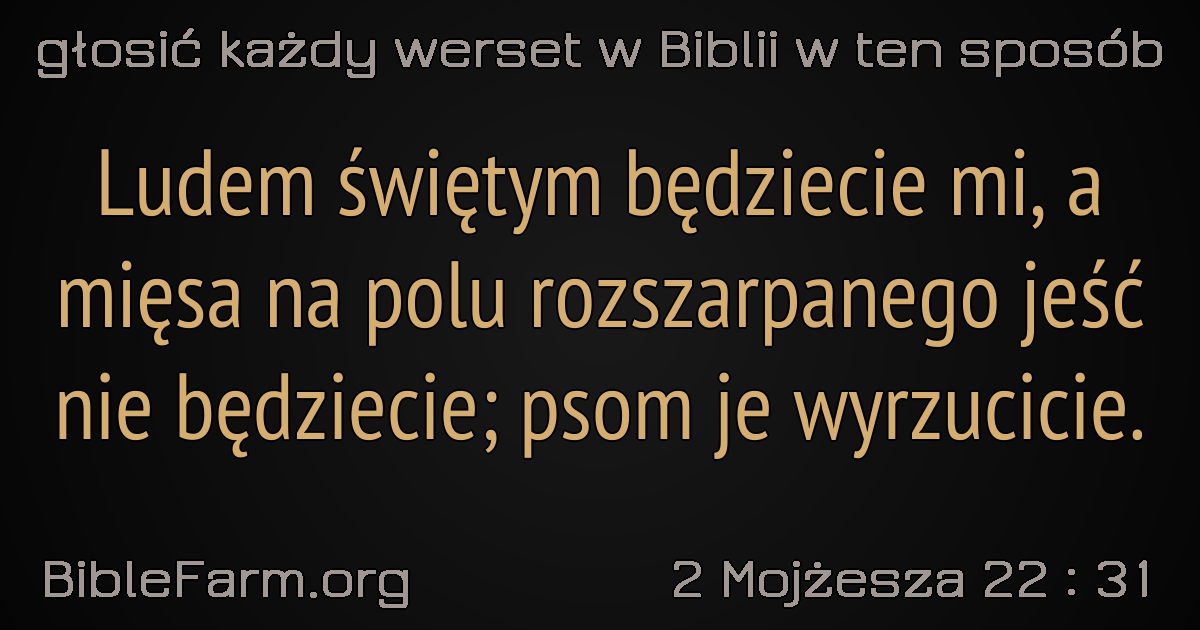 głosić każdy werset w Biblii w ten sposób
Ludem świętym będziecie mi, a
mięsa na polu rozszarpanego jeść
nie będziecie; psom je wyrzucicie.
BibleFarm.org
2 Mojżesza 22 : 31